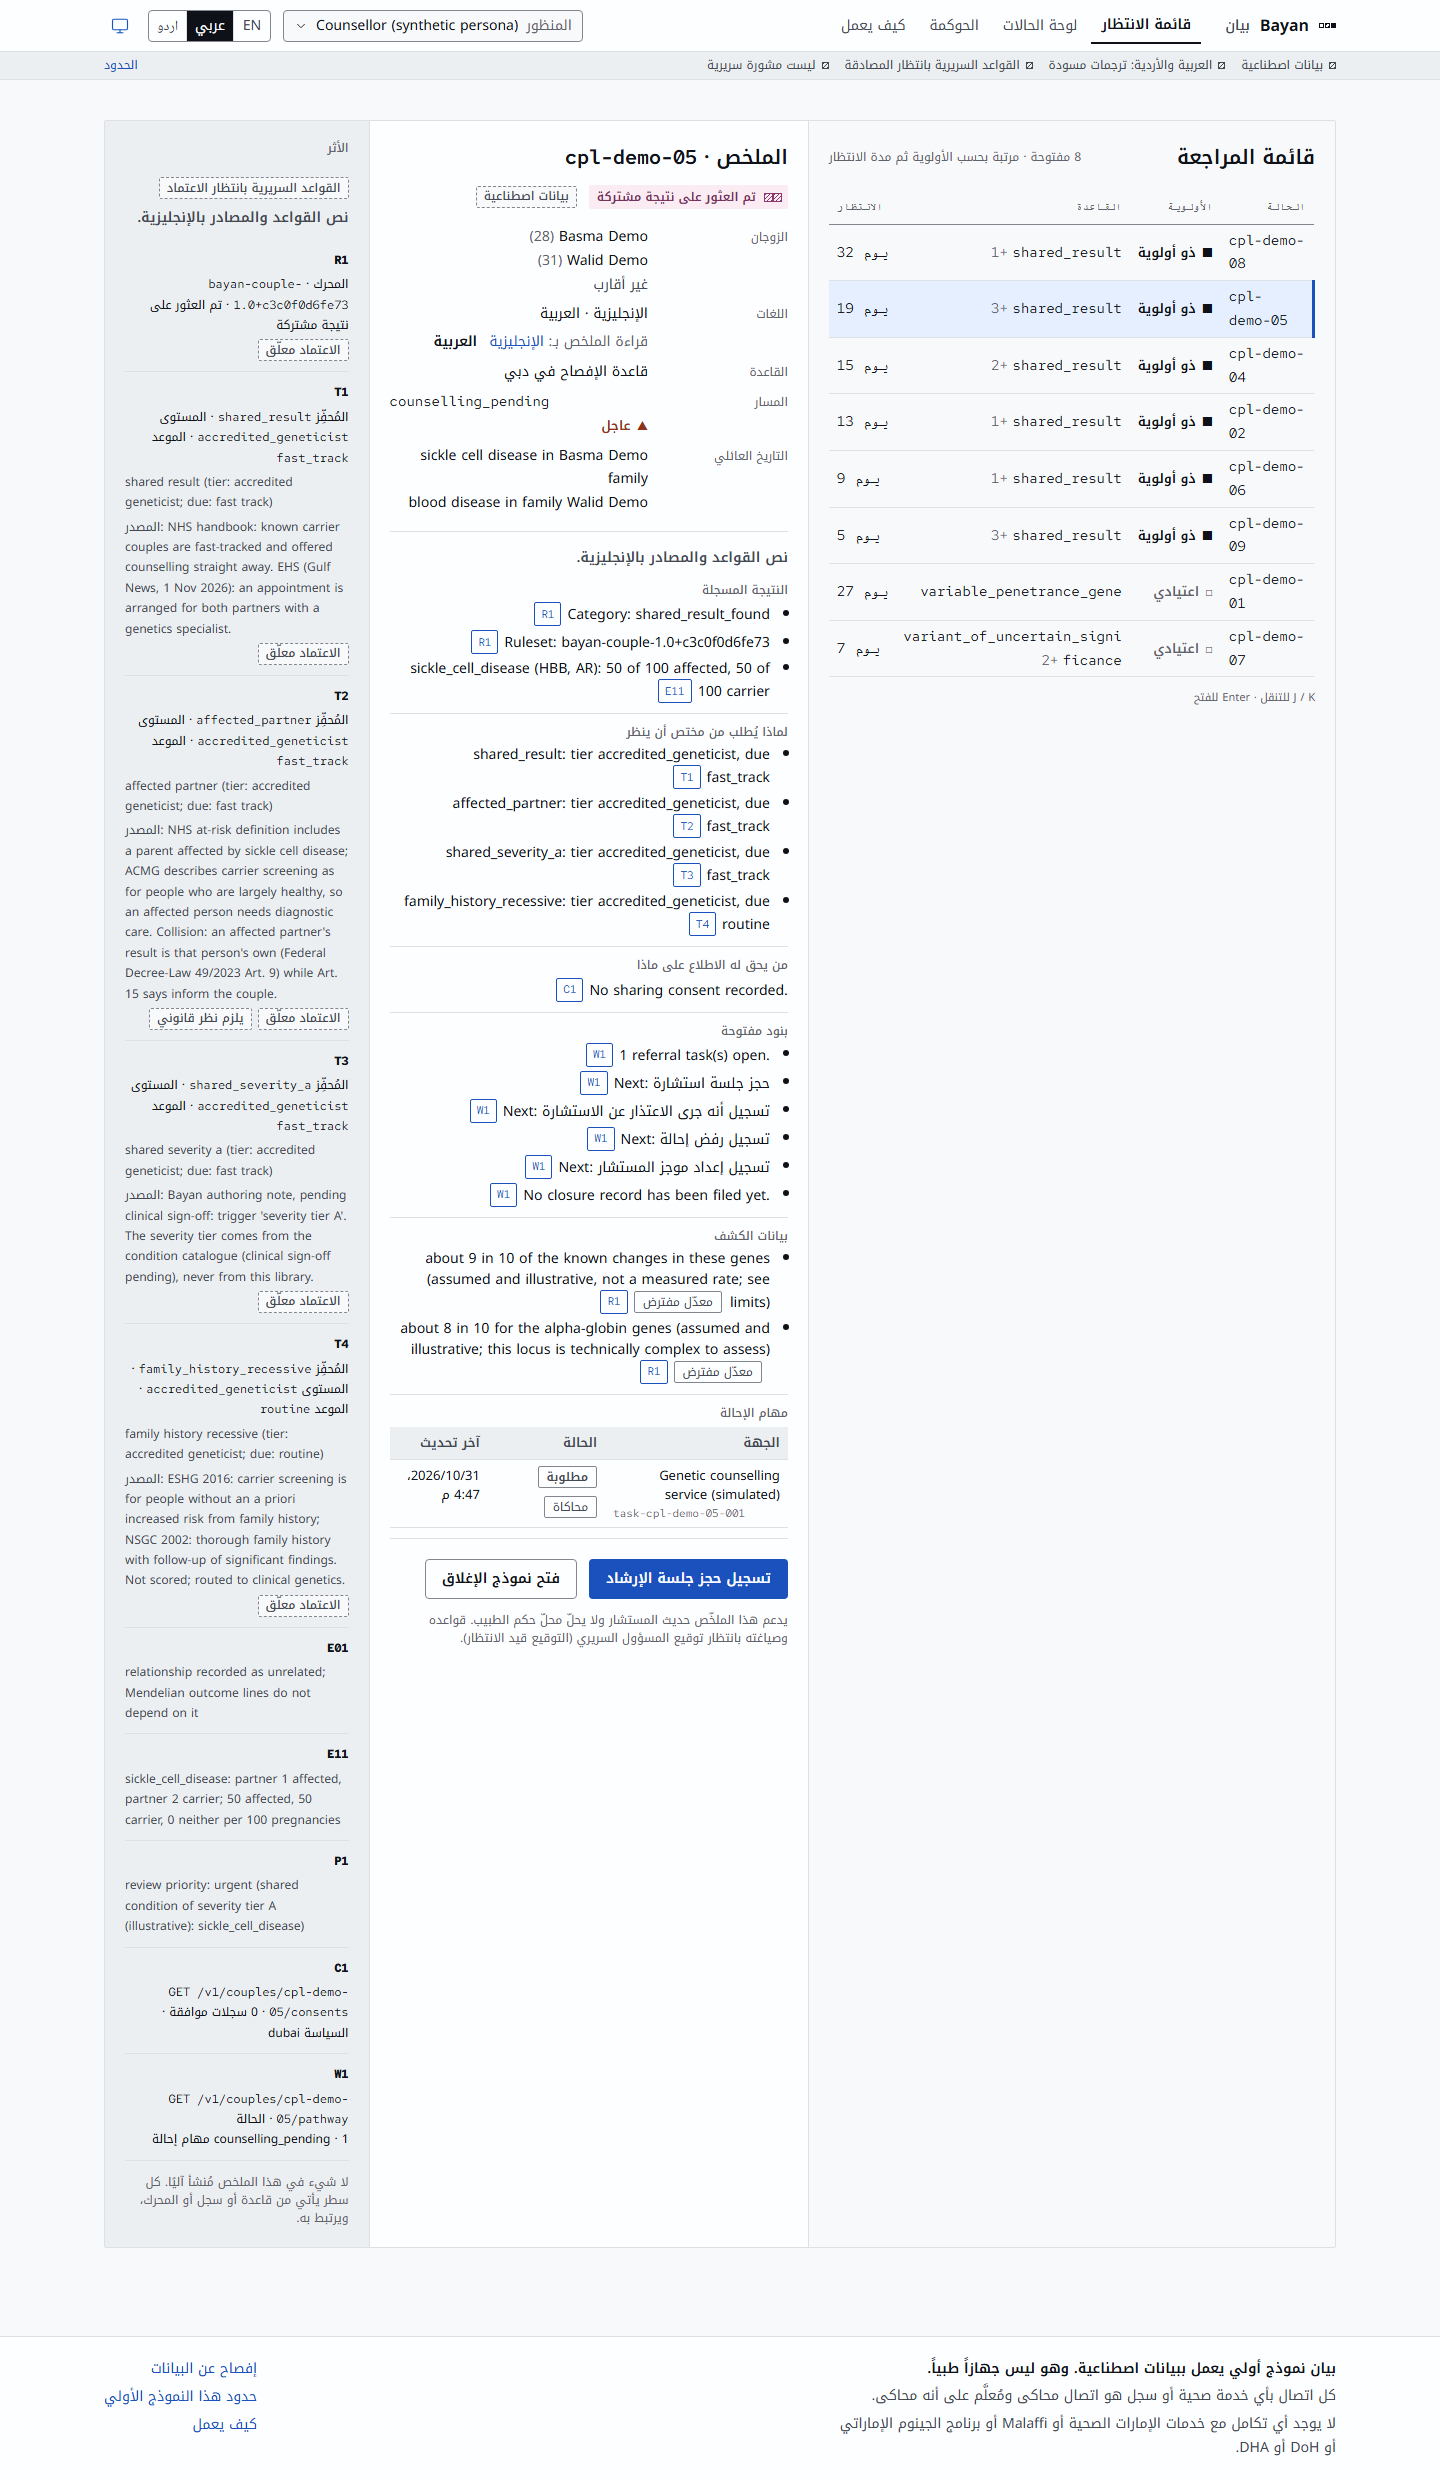 Bayan بيان
قائمة الانتظار
لوحة الحالات
الحوكمة
كيف يعمل
المنظور Counsellor (synthetic persona)
EN
عربي
اردو
بيانات اصطناعية
العربية والأردية: ترجمات مسودة
القواعد السريرية بانتظار المصادقة
ليست مشورة سريرية
الحدود
قائمة المراجعة
8 مفتوحة · مرتبة بحسب الأولوية ثم مدة الانتظار
الحالة الأولوية القاعدة الانتظار
cpl-demo-08 ذو أولوية shared_result +1 32 يوم
cpl-demo-05 ذو أولوية shared_result +3 19 يوم
cpl-demo-04 ذو أولوية shared_result +2 15 يوم
cpl-demo-02 ذو أولوية shared_result +1 13 يوم
cpl-demo-06 ذو أولوية shared_result +1 9 يوم
cpl-demo-09 ذو أولوية shared_result +3 5 يوم
cpl-demo-01 اعتيادي variable_penetrance_gene 27 يوم
cpl-demo-07 اعتيادي variant_of_uncertain_significance +2 7 يوم
J / K للتنقل · Enter للفتح
الملخص · cpl-demo-05
تم العثور على نتيجة مشتركة
بيانات اصطناعية
الزوجان
Basma Demo (28)
Walid Demo (31)
غير أقارب
اللغات
الإنجليزية · العربية
قراءة الملخص بـ: الإنجليزية العربية
القاعدة
قاعدة الإفصاح في دبي
المسار
counselling_pending
▲ عاجل
التاريخ العائلي
sickle cell disease in Basma Demo
family
blood disease in family Walid Demo
نص القواعد والمصادر بالإنجليزية.
النتيجة المسجلة
Category: shared_result_found R1
Ruleset: bayan-couple-1.0+c3c0f0d6fe73 R1
sickle_cell_disease (HBB, AR): 50 of 100 affected, 50 of
100 carrier E11
لماذا يُطلب من مختص أن ينظر
shared_result: tier accredited_geneticist, due
fast_track T1
affected_partner: tier accredited_geneticist, due
fast_track T2
shared_severity_a: tier accredited_geneticist, due
fast_track T3
family_history_recessive: tier accredited_geneticist, due
routine T4
من يحق له الاطلاع على ماذا
No sharing consent recorded. C1
بنود مفتوحة
1 referral task(s) open. W1
Next: حجز جلسة استشارة W1
Next: تسجيل أنه جرى الاعتذار عن الاستشارة W1
Next: تسجيل رفض إحالة W1
Next: تسجيل إعداد موجز المستشار W1
No closure record has been filed yet. W1
بيانات الكشف
about 9 in 10 of the known changes in these genes
(assumed and illustrative, not a measured rate; see
limits) معدّل مفترض R1
about 8 in 10 for the alpha-globin genes (assumed and
illustrative; this locus is technically complex to assess)
معدّل مفترض R1
مهام الإحالة
الجهة الحالة آخر تحديث
Genetic counselling
service (simulated)
task-cpl-demo-05-001
مطلوبة
محاكاة
2026/10/31،
4:47 م
تسجيل حجز جلسة الإرشاد
فتح نموذج الإغلاق
يدعم هذا الملخّص حديث المستشار ولا يحلّ محلّ حكم الطبيب. قواعده
وصياغته بانتظار توقيع المسؤول السريري (التوقيع قيد الانتظار).
الأثر
القواعد السريرية بانتظار الاعتماد
نص القواعد والمصادر بالإنجليزية.
R1
المحرك · bayan-couple-
1.0+c3c0f0d6fe73 · تم العثور على
نتيجة مشتركة
الاعتماد معلّق
T1
المُحفِّز shared_result · المستوى
accredited_geneticist · الموعد
fast_track
shared result (tier: accredited
geneticist; due: fast track)
المصدر: NHS handbook: known carrier
couples are fast-tracked and offered
counselling straight away. EHS (Gulf
News, 1 Nov 2026): an appointment is
arranged for both partners with a
genetics specialist.
الاعتماد معلّق
T2
المُحفِّز affected_partner · المستوى
accredited_geneticist · الموعد
fast_track
affected partner (tier: accredited
geneticist; due: fast track)
المصدر: NHS at-risk definition includes
a parent affected by sickle cell disease;
ACMG describes carrier screening as
for people who are largely healthy, so
an affected person needs diagnostic
care. Collision: an affected partner's
result is that person's own (Federal
Decree-Law 49/2023 Art. 9) while Art.
15 says inform the couple.
الاعتماد معلّق
يلزم نظر قانوني
T3
المُحفِّز shared_severity_a · المستوى
accredited_geneticist · الموعد
fast_track
shared severity a (tier: accredited
geneticist; due: fast track)
المصدر: Bayan authoring note, pending
clinical sign-off: trigger 'severity tier A'.
The severity tier comes from the
condition catalogue (clinical sign-off
pending), never from this library.
الاعتماد معلّق
T4
المُحفِّز family_history_recessive ·
المستوى accredited_geneticist ·
الموعد routine
family history recessive (tier:
accredited geneticist; due: routine)
المصدر: ESHG 2016: carrier screening is
for people without an a priori
increased risk from family history;
NSGC 2002: thorough family history
with follow-up of significant findings.
Not scored; routed to clinical genetics.
الاعتماد معلّق
E01
relationship recorded as unrelated;
Mendelian outcome lines do not
depend on it
E11
sickle_cell_disease: partner 1 affected,
partner 2 carrier; 50 affected, 50
carrier, 0 neither per 100 pregnancies
P1
review priority: urgent (shared
condition of severity tier A
(illustrative): sickle_cell_disease)
C1
GET /v1/couples/cpl-demo-
05/consents · 0 سجلات موافقة ·
السياسة dubai
W1
GET /v1/couples/cpl-demo-
05/pathway · الحالة
counselling_pending · 1 مهام إحالة
لا شيء في هذا الملخص مُنشأ آليًا. كل
سطر يأتي من قاعدة أو سجل أو المحرك،
ويرتبط به.
بيان نموذج أولي يعمل ببيانات اصطناعية. وهو ليس جهازاً طبياً.
كل اتصال بأي خدمة صحية أو سجل هو اتصال محاكى ومُعلَّم على أنه محاكى.
لا يوجد أي تكامل مع خدمات الإمارات الصحية أو Malaffi أو برنامج الجينوم الإماراتي
أو DoH أو DHA.
إفصاح عن البيانات
حدود هذا النموذج الأولي
كيف يعمل